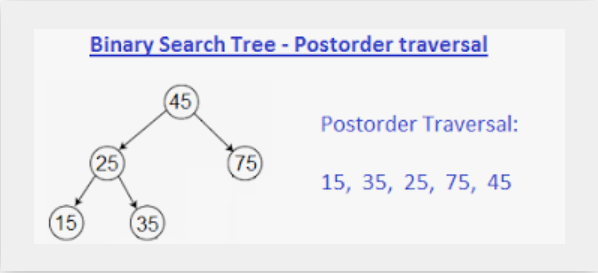 Binary Search Tree - Postorder traversal
45
Postorder Traversal:
25
75
15, 35, 25, 75, 45
15
35